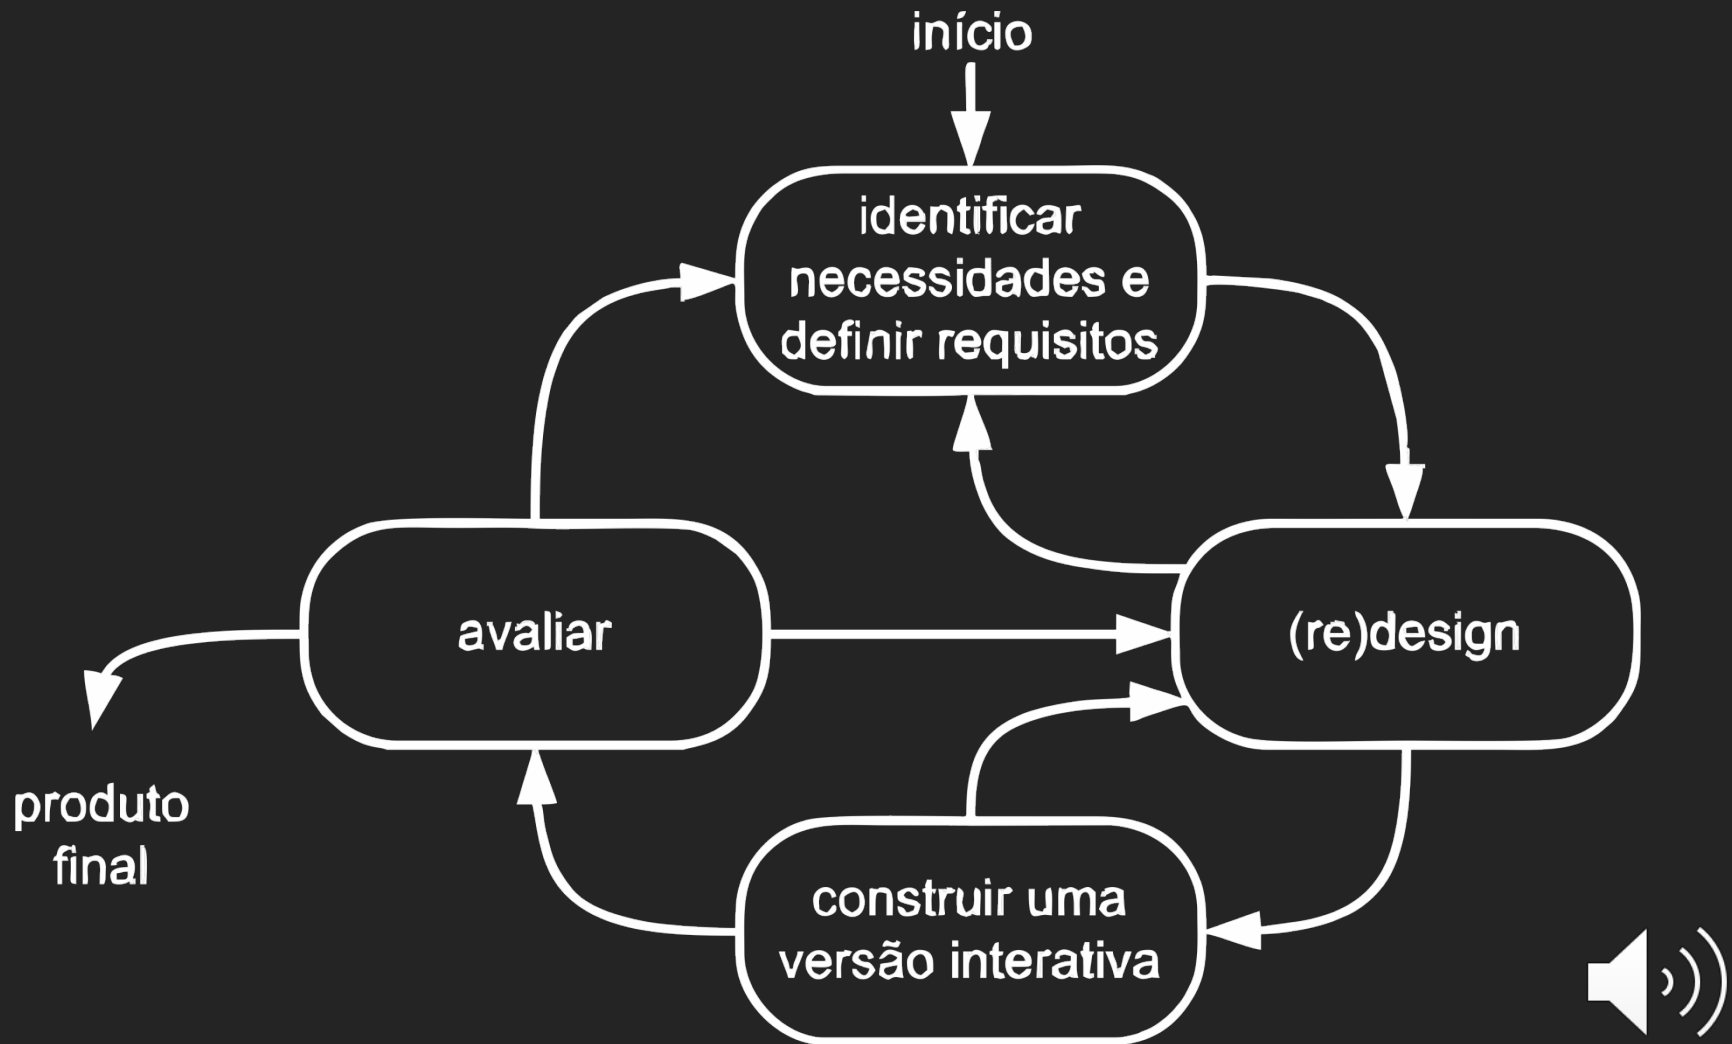 início
identificar
necessidades e
definir requisitos
avaliar
(re)design
produto
final
construir uma
versão interativa